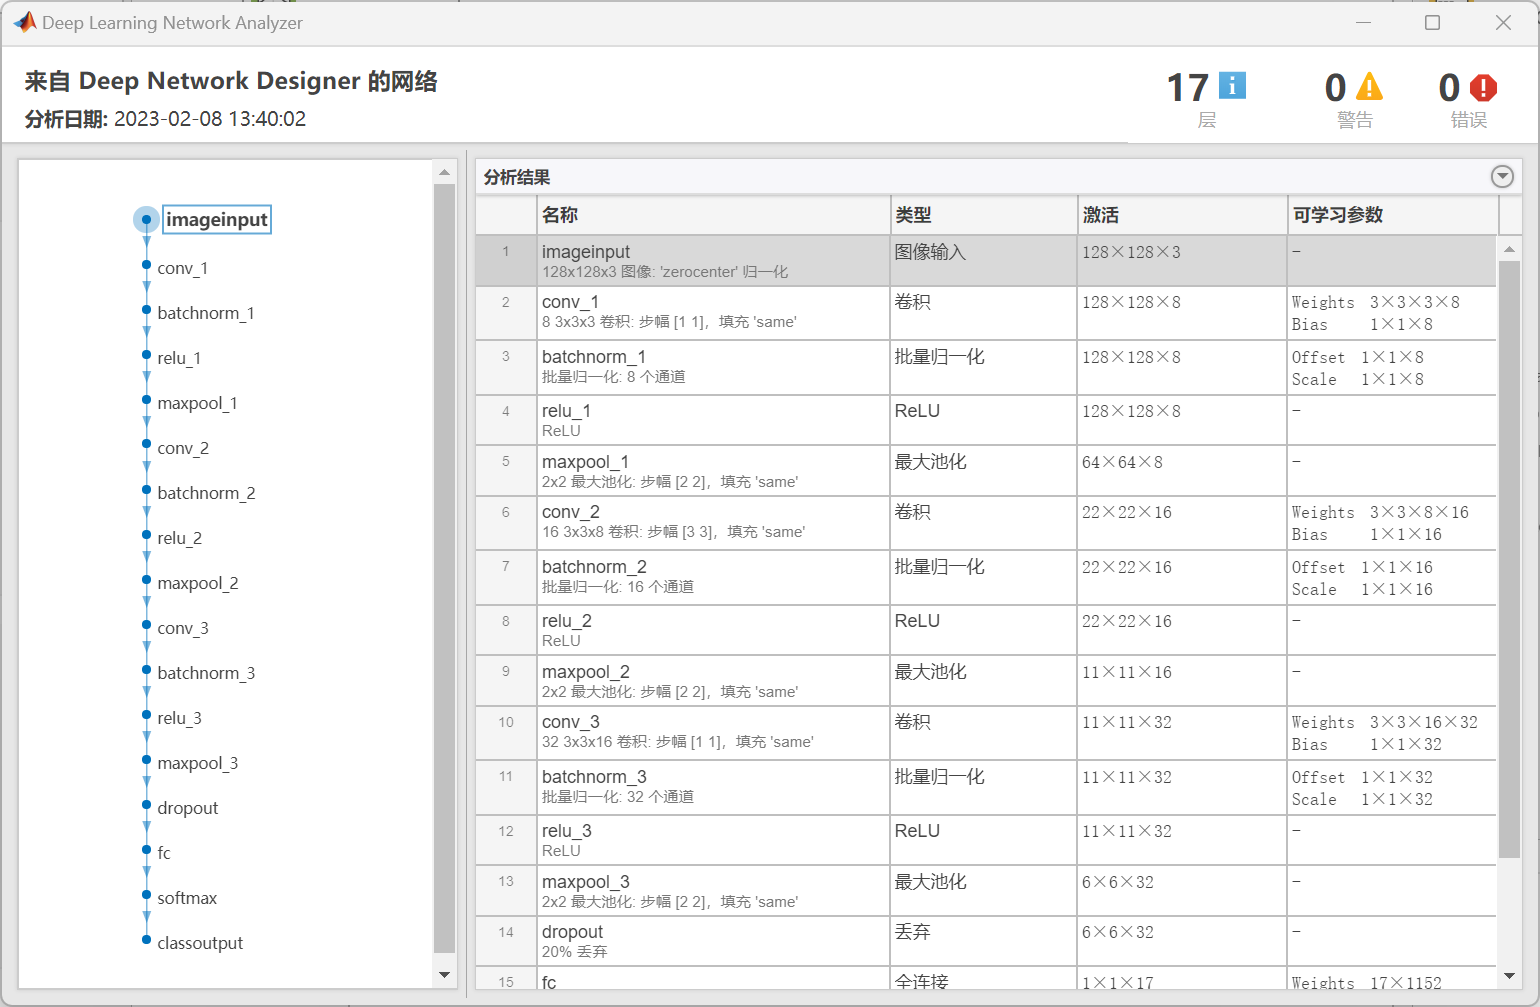 Deep Learning Network Analyzer
来自 Deep Network Designer 的网络
分析日期: 2023-02-08 13:40:02
17
层
0
警告
0
错误
imageinput
conv_1
batchnorm_1
relu_1
maxpool_1
conv_2
batchnorm_2
relu_2
maxpool_2
conv_3
batchnorm_3
relu_3
maxpool_3
dropout
fc
softmax
classoutput
分析结果
名称 类型 激活 可学习参数
1 imageinput 图像输入 128×128×3 -
128x128x3 图像: 'zerocenter' 归一化
2 conv_1 卷积 128×128×8 Weights 3×3×3×8
8 3x3x3 卷积: 步幅 [1 1]，填充 'same' Bias 1×1×8
3 batchnorm_1 批量归一化 128×128×8 Offset 1×1×8
批量归一化: 8 个通道 Scale 1×1×8
4 relu_1 ReLU 128×128×8 -
ReLU
5 maxpool_1 最大池化 64×64×8 -
2x2 最大池化: 步幅 [2 2]，填充 'same'
6 conv_2 卷积 22×22×16 Weights 3×3×8×16
16 3x3x8 卷积: 步幅 [3 3]，填充 'same' Bias 1×1×16
7 batchnorm_2 批量归一化 22×22×16 Offset 1×1×16
批量归一化: 16 个通道 Scale 1×1×16
8 relu_2 ReLU 22×22×16 -
ReLU
9 maxpool_2 最大池化 11×11×16 -
2x2 最大池化: 步幅 [2 2]，填充 'same'
10 conv_3 卷积 11×11×32 Weights 3×3×16×32
32 3x3x16 卷积: 步幅 [1 1]，填充 'same' Bias 1×1×32
11 batchnorm_3 批量归一化 11×11×32 Offset 1×1×32
批量归一化: 32 个通道 Scale 1×1×32
12 relu_3 ReLU 11×11×32 -
ReLU
13 maxpool_3 最大池化 6×6×32 -
2x2 最大池化: 步幅 [2 2]，填充 'same'
14 dropout 丢弃 6×6×32 -
20% 丢弃
15 fc 全连接 1×1×17 Weights 17×1152